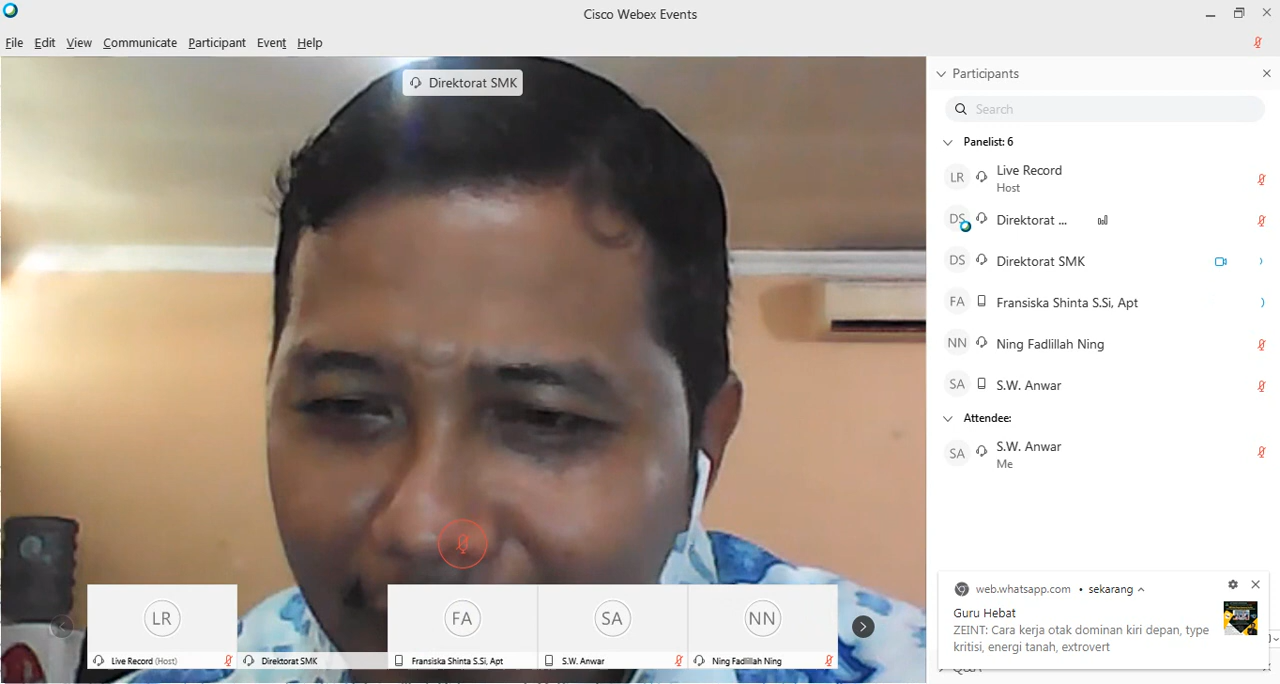 Cisco Webex Events
File Edit View Communicate Participant Event Help
Direktorat SMK
Participants
Search
Panelist: 6
LR
Live Record
Host
DS
Direktorat ...
DS
Direktorat SMK
FA
Fransiska Shinta S.Si, Apt
NN
Ning Fadlillah Ning
SA
S.W. Anwar
Attendee:
SA
S.W. Anwar
Me
web.whatsapp.com • sekarang
Guru Hebat
ZEINT: Cara kerja otak dominan kiri depan, type
kritisi, energi tanah, extrovert
Q&A
LR
Live Record (Host)
Direktorat SMK
FA
Fransiska Shinta S.Si, Apt
SA
S.W. Anwar
NN
Ning Fadlillah Ning